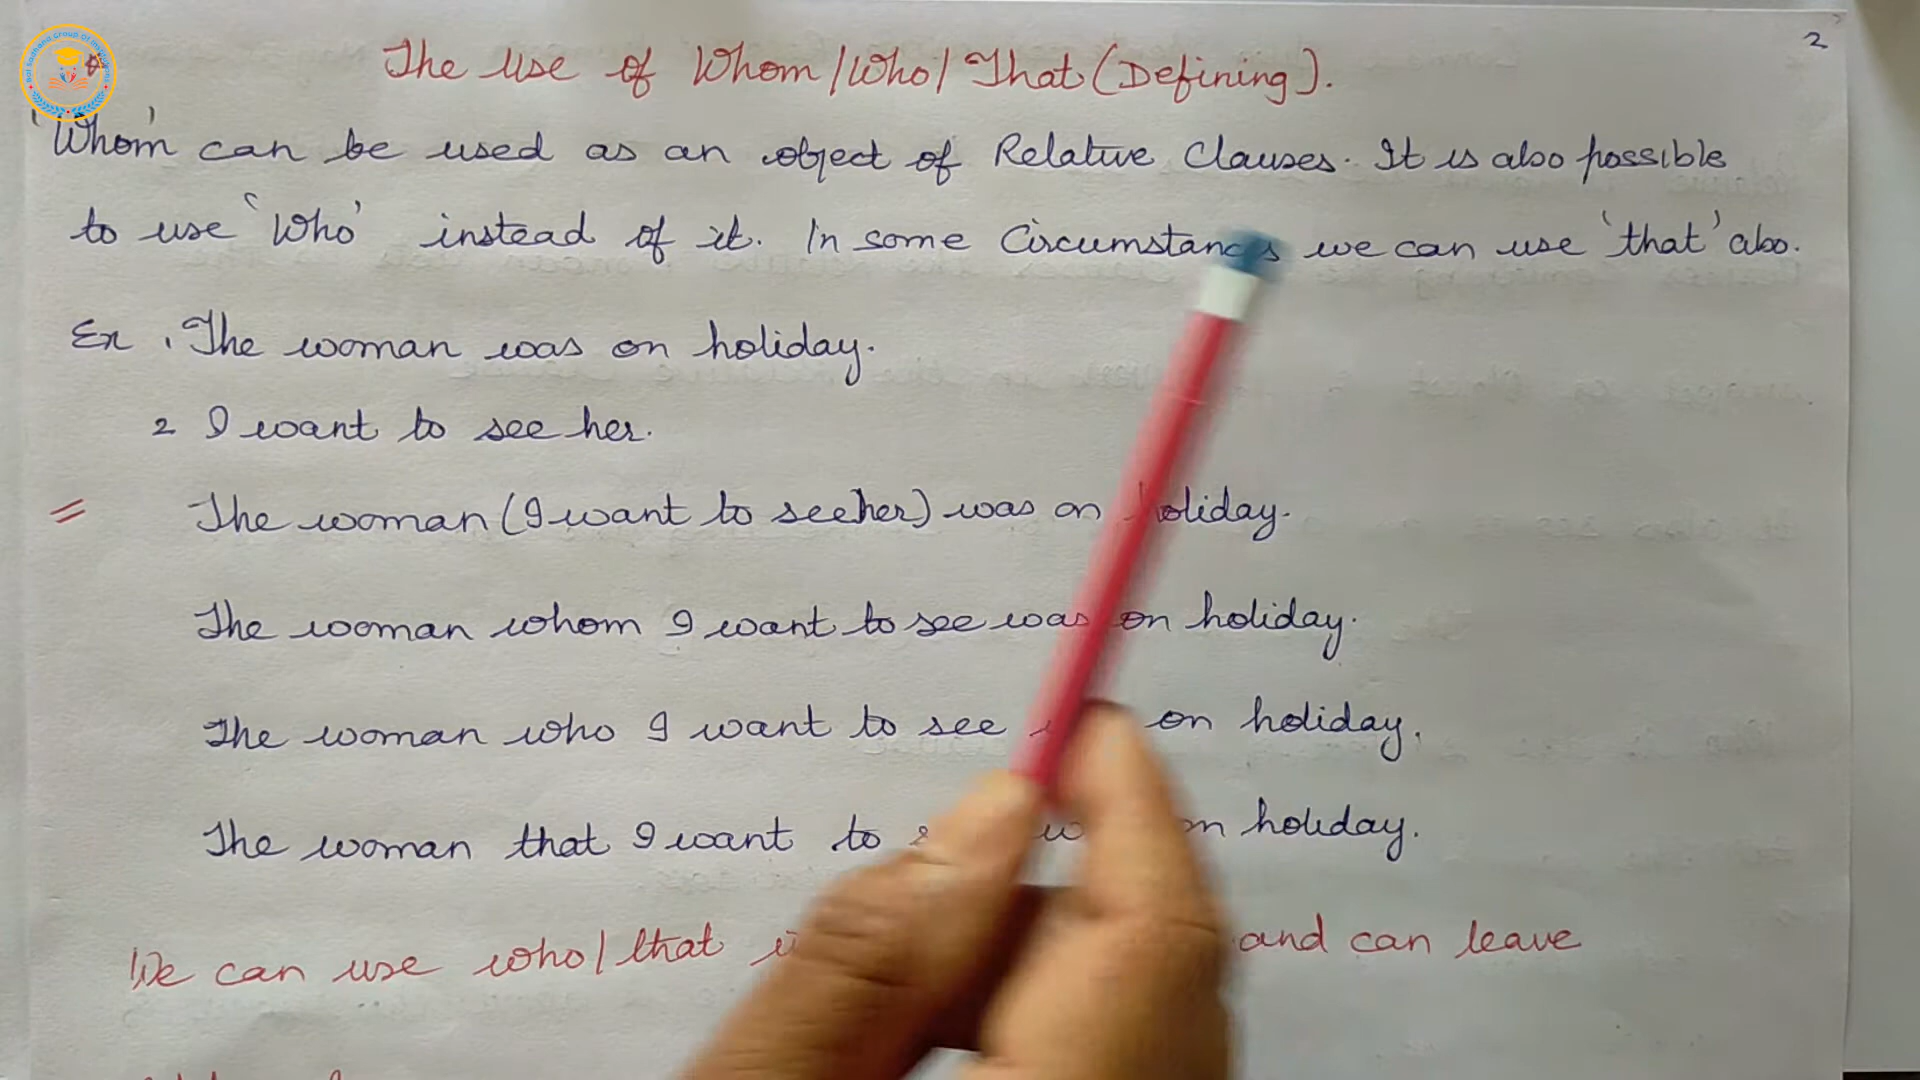 2
The Use of Whom/Who/That (Defining).
'Whom' can be used as an object of Relative Clauses. It is also possible
to use 'Who' instead of it. In some Circumstances we can use 'that' also.
Ex 1. The woman was on holiday.
2 I want to see her.
= The woman (I want to see her) was on holiday.
The woman whom I want to see was on holiday.
The woman who I want to see on holiday.
The woman that I want to on holiday.
We can use who/that and can leave